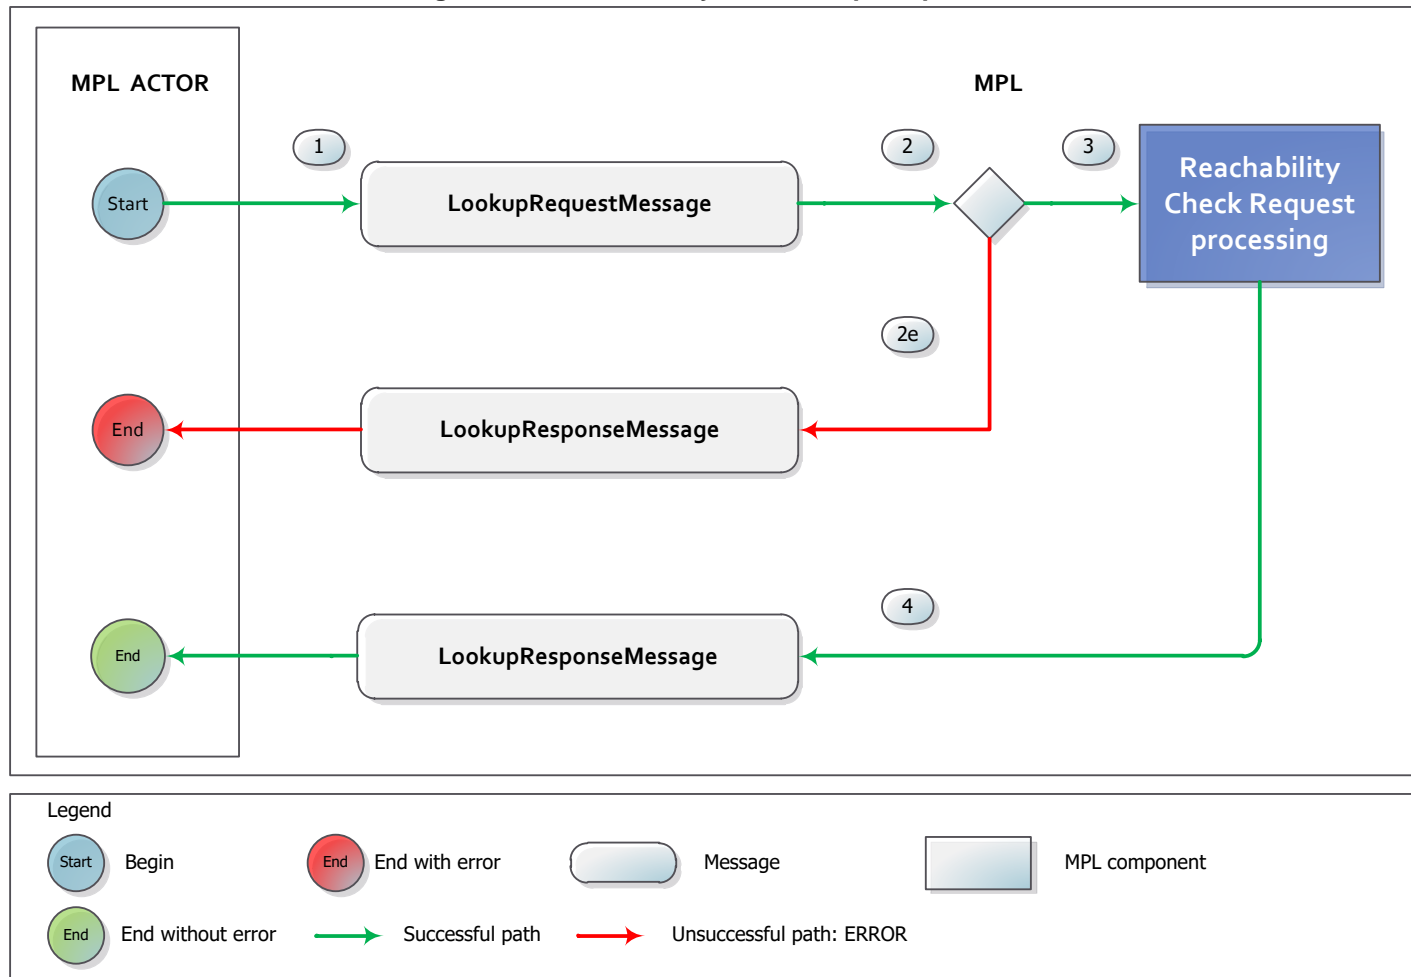 MPL ACTOR
MPL
1
2
3
Start
LookupRequestMessage
Reachability
Check Request
processing
2e
End
LookupResponseMessage
4
End
LookupResponseMessage
Legend
Start
Begin
End
End with error
Message
MPL component
End
End without error
Successful path
Unsuccessful path: ERROR